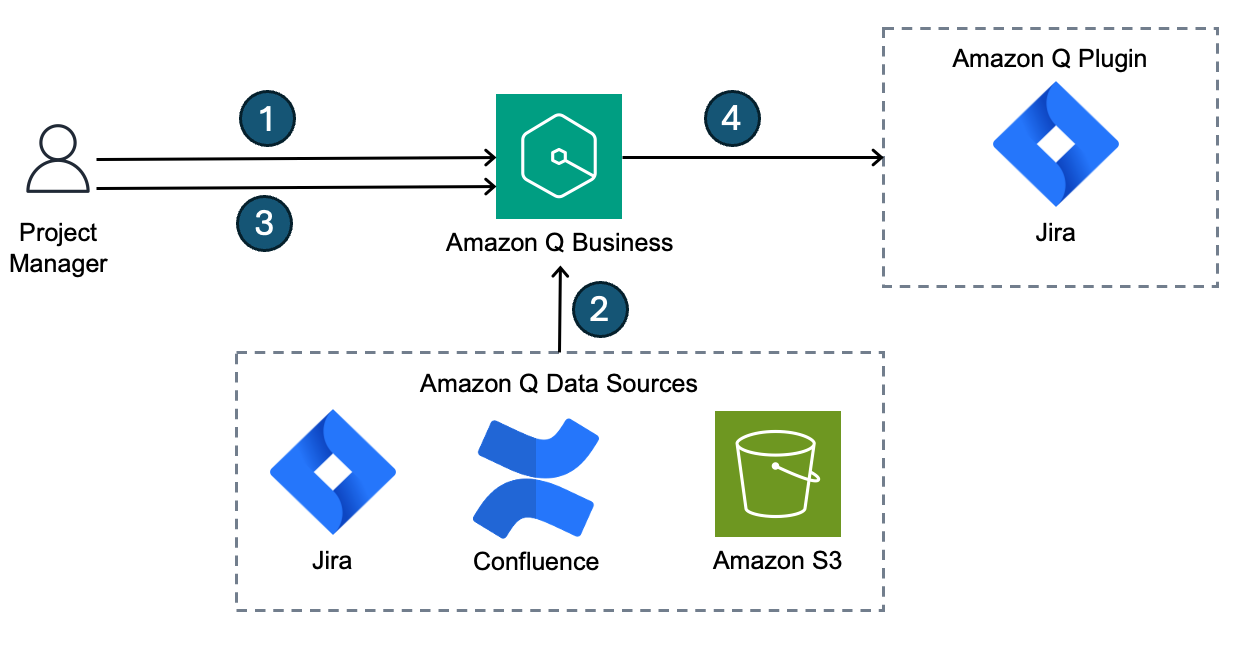 Amazon Q Plugin
1
4
3
Project
Manager
Amazon Q Business
Jira
2
Amazon Q Data Sources
Jira
Confluence
Amazon S3